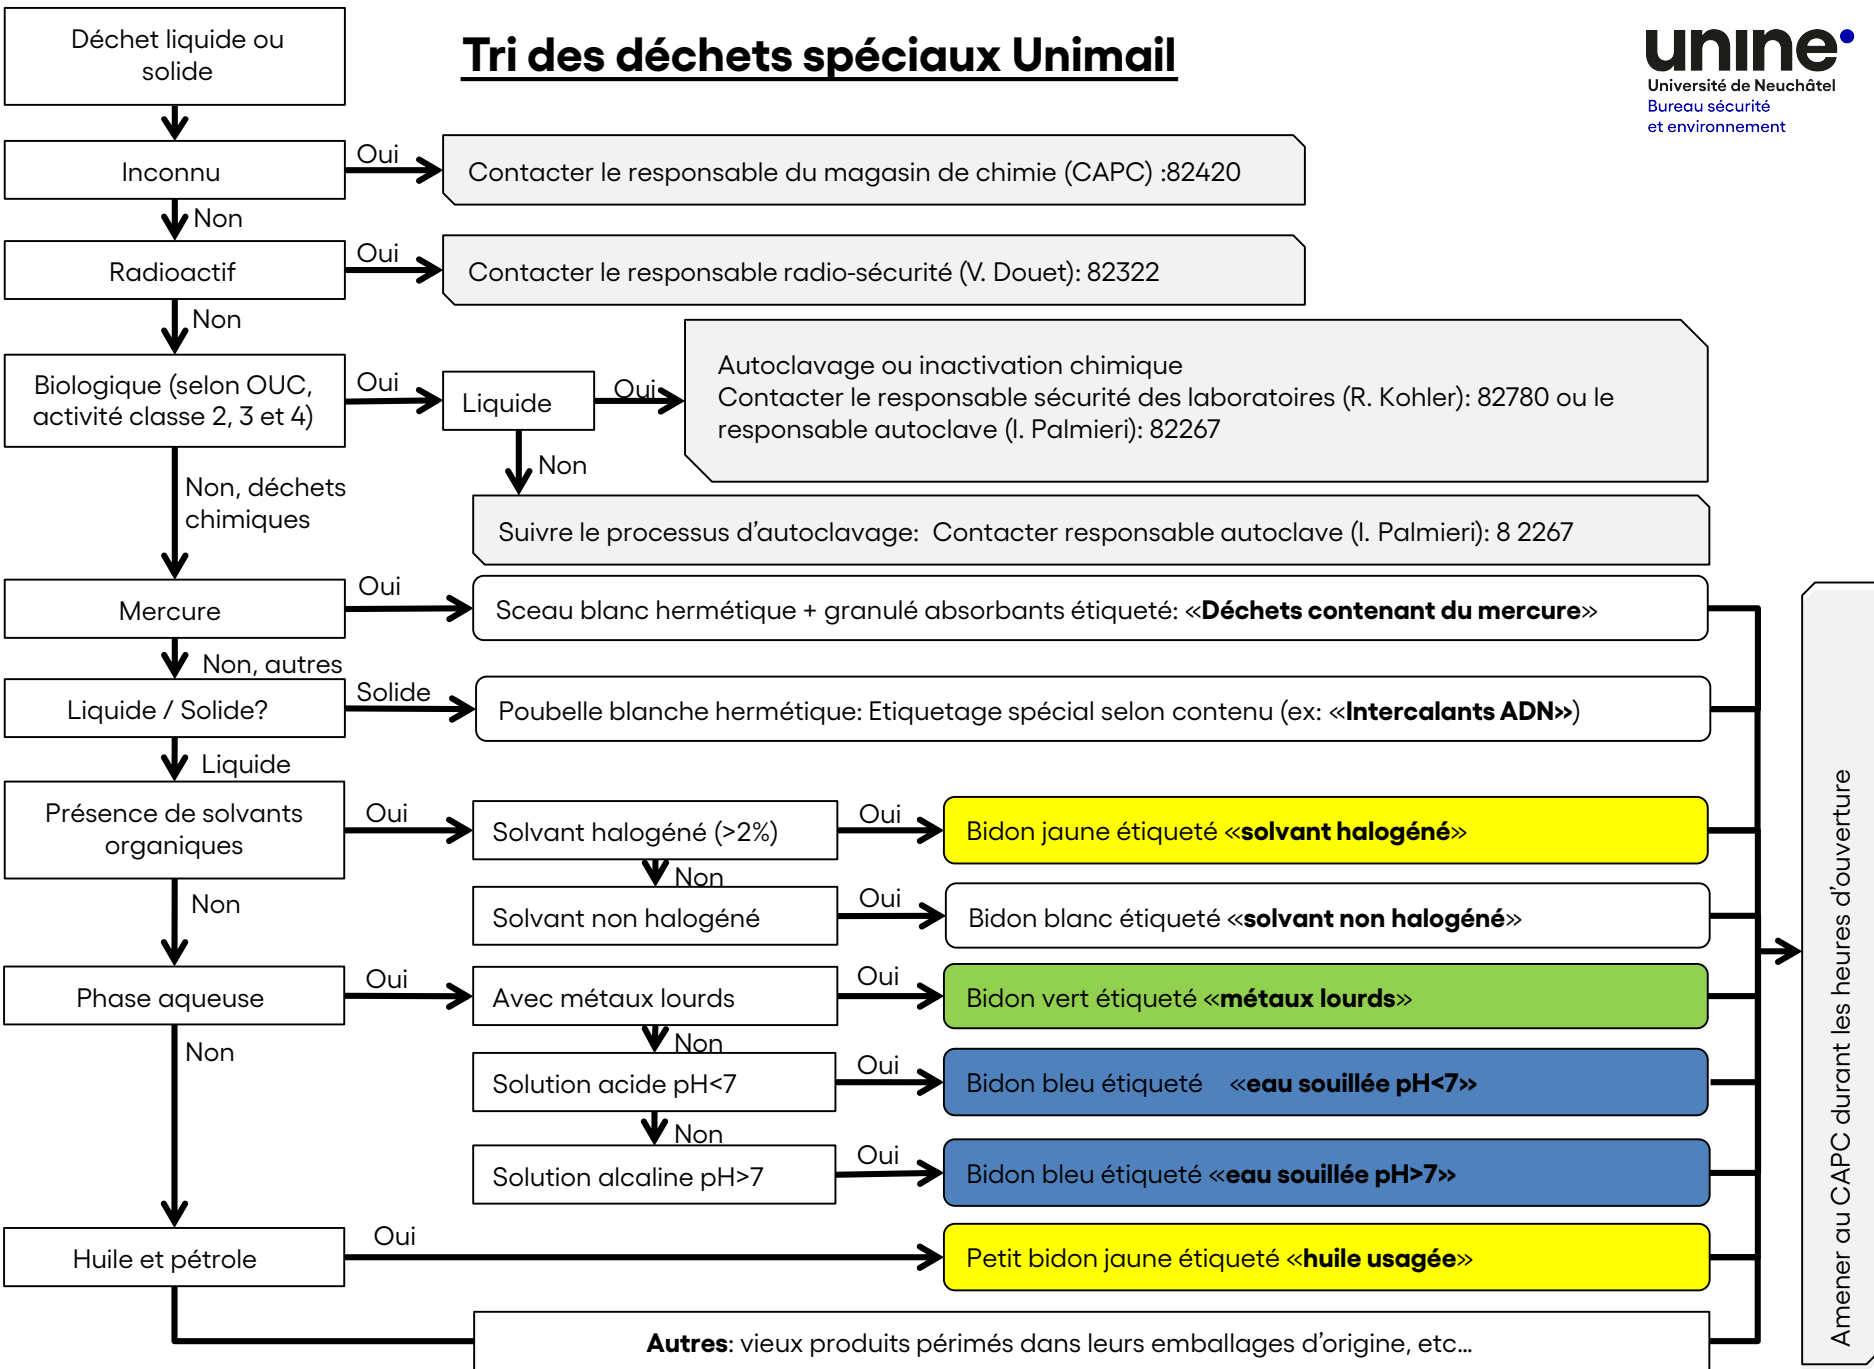 Déchet liquide ou
solide
Tri des déchets spéciaux Unimail
unine
Université de Neuchâtel
Bureau sécurité
et environnement
Inconnu
Oui
Contacter le responsable du magasin de chimie (CAPC) :82420
Non
Radioactif
Oui
Contacter le responsable radio-sécurité (V. Douet): 82322
Non
Biologique (selon OUC,
activité classe 2, 3 et 4)
Oui
Liquide
Oui
Autoclavage ou inactivation chimique
Contacter le responsable sécurité des laboratoires (R. Kohler): 82780 ou le
responsable autoclave (I. Palmieri): 82267
Non
Non, déchets
chimiques
Suivre le processus d'autoclavage:  Contacter responsable autoclave (I. Palmieri): 8 2267
Mercure
Oui
Sceau blanc hermétique + granulé absorbants étiqueté: «Déchets contenant du mercure»
Non, autres
Liquide / Solide?
Solide
Poubelle blanche hermétique: Etiquetage spécial selon contenu (ex: «Intercalants ADN»)
Liquide
Présence de solvants
organiques
Oui
Solvant halogéné (>2%)
Oui
Bidon jaune étiqueté «solvant halogéné»
Non
Non
Solvant non halogéné
Oui
Bidon blanc étiqueté «solvant non halogéné»
Phase aqueuse
Oui
Avec métaux lourds
Oui
Bidon vert étiqueté «métaux lourds»
Non
Non
Solution acide pH<7
Oui
Bidon bleu étiqueté «eau souillée pH<7»
Non
Solution alcaline pH>7
Oui
Bidon bleu étiqueté «eau souillée pH>7»
Huile et pétrole
Oui
Petit bidon jaune étiqueté «huile usagée»
Autres: vieux produits périmés dans leurs emballages d'origine, etc…
Amener au CAPC durant les heures d'ouverture